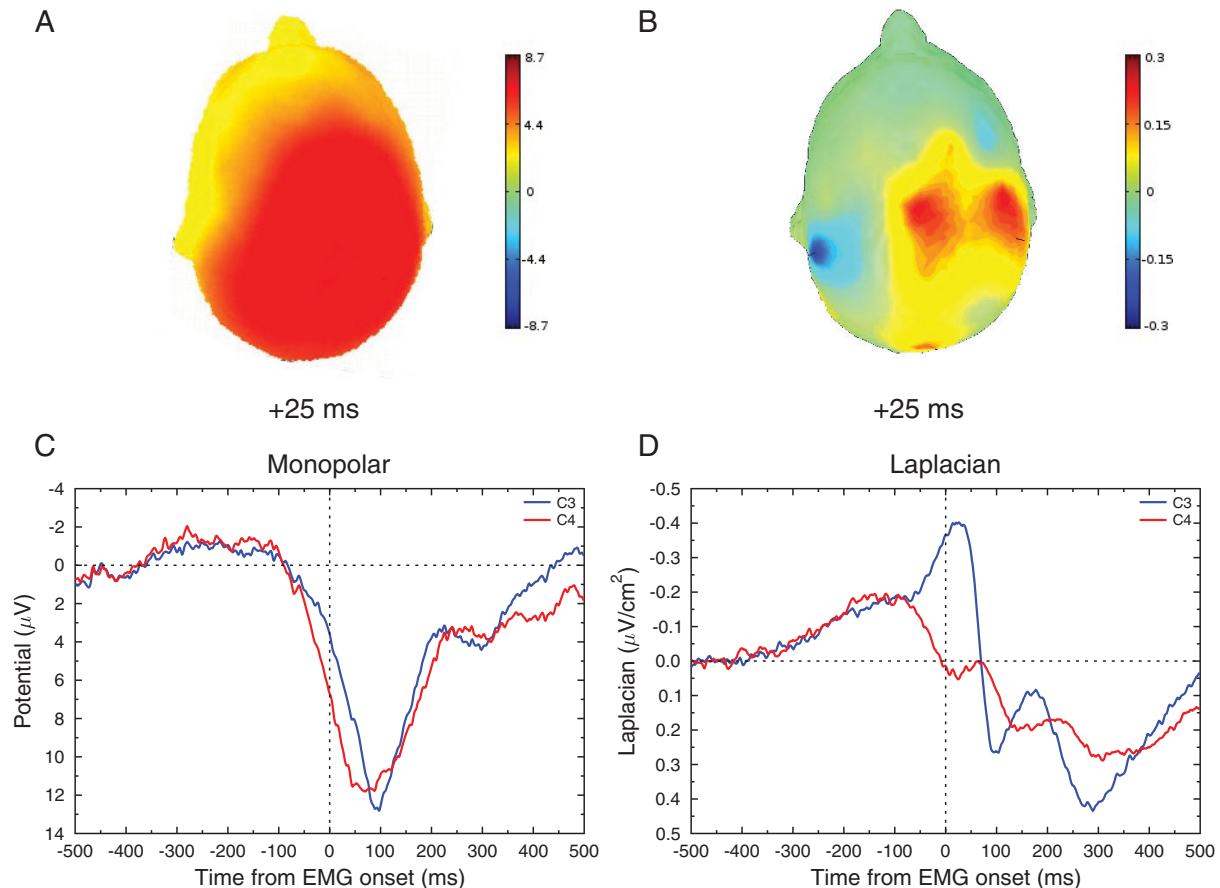 A
B
8.7
4.4
0
-4.4
-8.7
0.3
0.15
0
-0.15
-0.3
+25 ms
+25 ms
C
Monopolar
D
Laplacian
-4
-2
0
2
4
6
8
10
12
14
Potential (μV)
C3
C4
-500 -400 -300 -200 -100 0 100 200 300 400 500
Time from EMG onset (ms)
-0.5
-0.4
-0.3
-0.2
-0.1
0.0
0.1
0.2
0.3
0.4
0.5
Laplacian (μV/cm²)
C3
C4
-500 -400 -300 -200 -100 0 100 200 300 400 500
Time from EMG onset (ms)